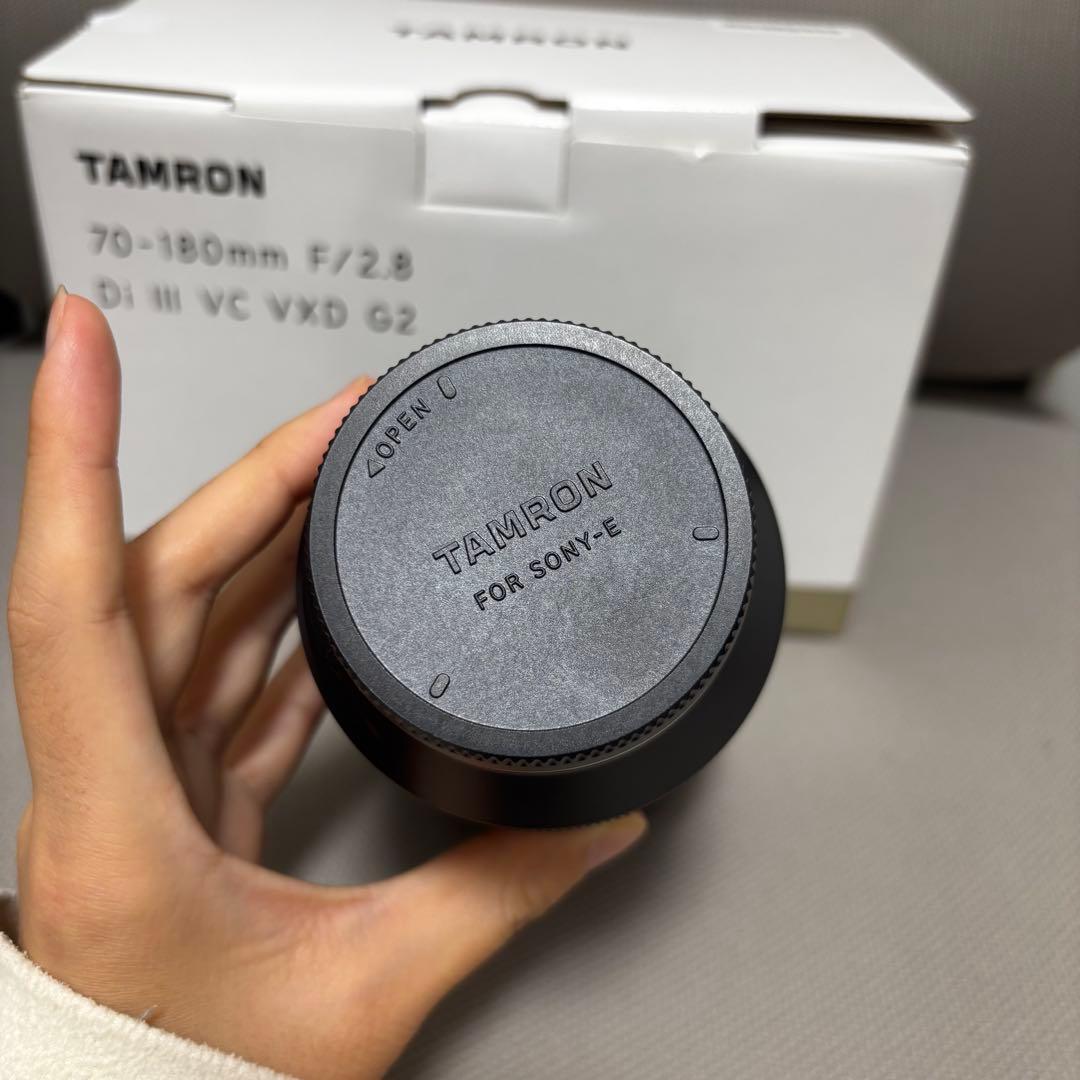 TAMRON
TAMRON
70-180mm F/2.8
Di III VC VXD G2
◁OPEN
TAMRON
FOR SONY-E